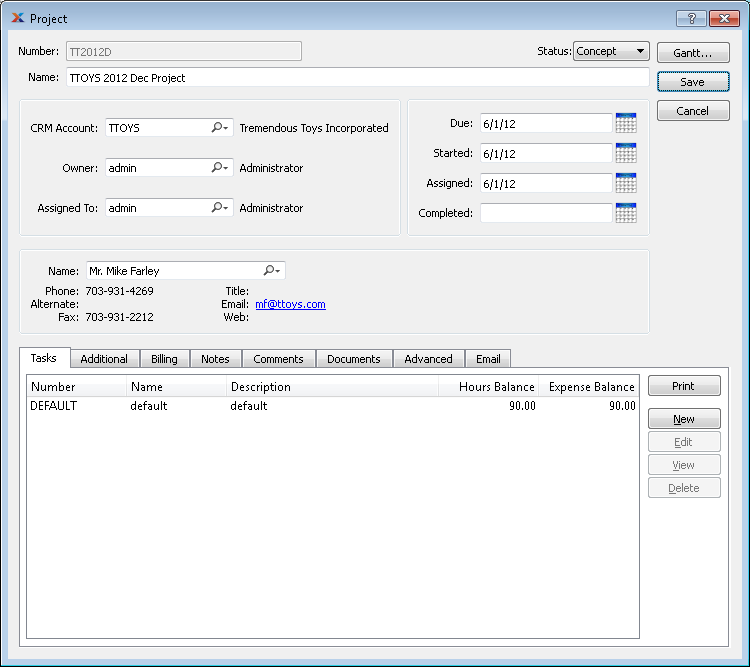 Project
Number: TT2012D Status: Concept Gantt...
Name: TTOYS 2012 Dec Project Save
Cancel
CRM Account: TTOYS Tremendous Toys Incorporated
Owner: admin Administrator
Assigned To: admin Administrator
Due: 6/1/12
Started: 6/1/12
Assigned: 6/1/12
Completed:
Name: Mr. Mike Farley
Phone: 703-931-4269 Title:
Alternate: Email: mf@ttoys.com
Fax: 703-931-2212 Web:
Tasks Additional Billing Notes Comments Documents Advanced Email
Number Name Description Hours Balance Expense Balance
DEFAULT default default 90.00 90.00
Print
New
Edit
View
Delete